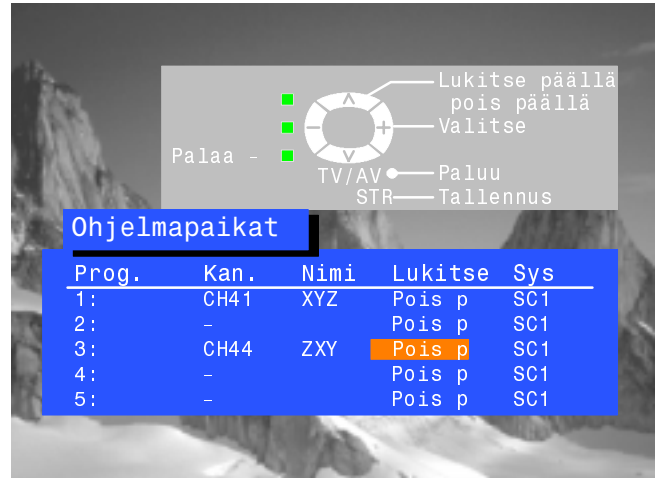 Lukitse päällä
pois päällä
Valitse
Palaa -
TV/AV Paluu
STR Tallennus
Ohjelmapaikat
Prog. Kan. Nimi Lukitse Sys
1: CH41 XYZ Pois p SC1
2: - Pois p SC1
3: CH44 ZXY Pois p SC1
4: - Pois p SC1
5: - Pois p SC1